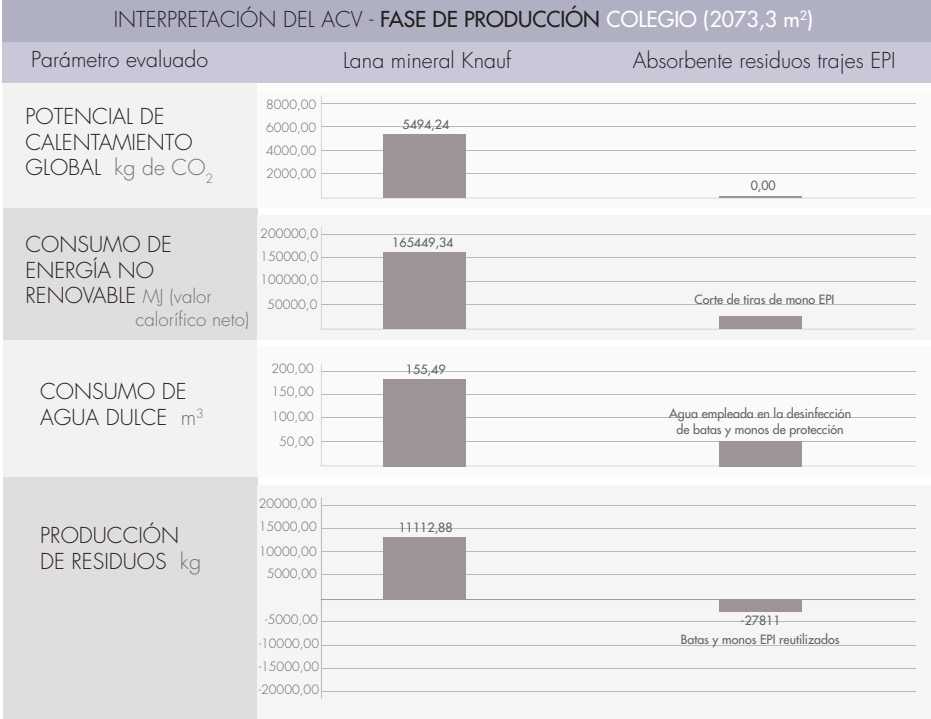 INTERPRETACIÓN DEL ACV - FASE DE PRODUCCIÓN COLEGIO (2073,3 m²)
Parámetro evaluado
Lana mineral Knauf
Absorbente residuos trajes EPI
POTENCIAL DE
CALENTAMIENTO
GLOBAL kg de CO₂
8000,00
6000,00
4000,00
2000,00
5494,24
0,00
CONSUMO DE
ENERGÍA NO
RENOVABLE MJ (valor
calorífico neto)
200000,0
150000,0
100000,0
50000,0
165449,34
Corte de tiras de mono EPI
CONSUMO DE
AGUA DULCE m³
200,00
150,00
100,00
50,00
155,49
Agua empleada en la desinfección
de batas y monos de protección
PRODUCCIÓN
DE RESIDUOS kg
20000,00
15000,00
10000,00
5000,00
-5000,00
-10000,00
-15000,00
-20000,00
11112,88
-27811
Batas y monos EPI reutilizados